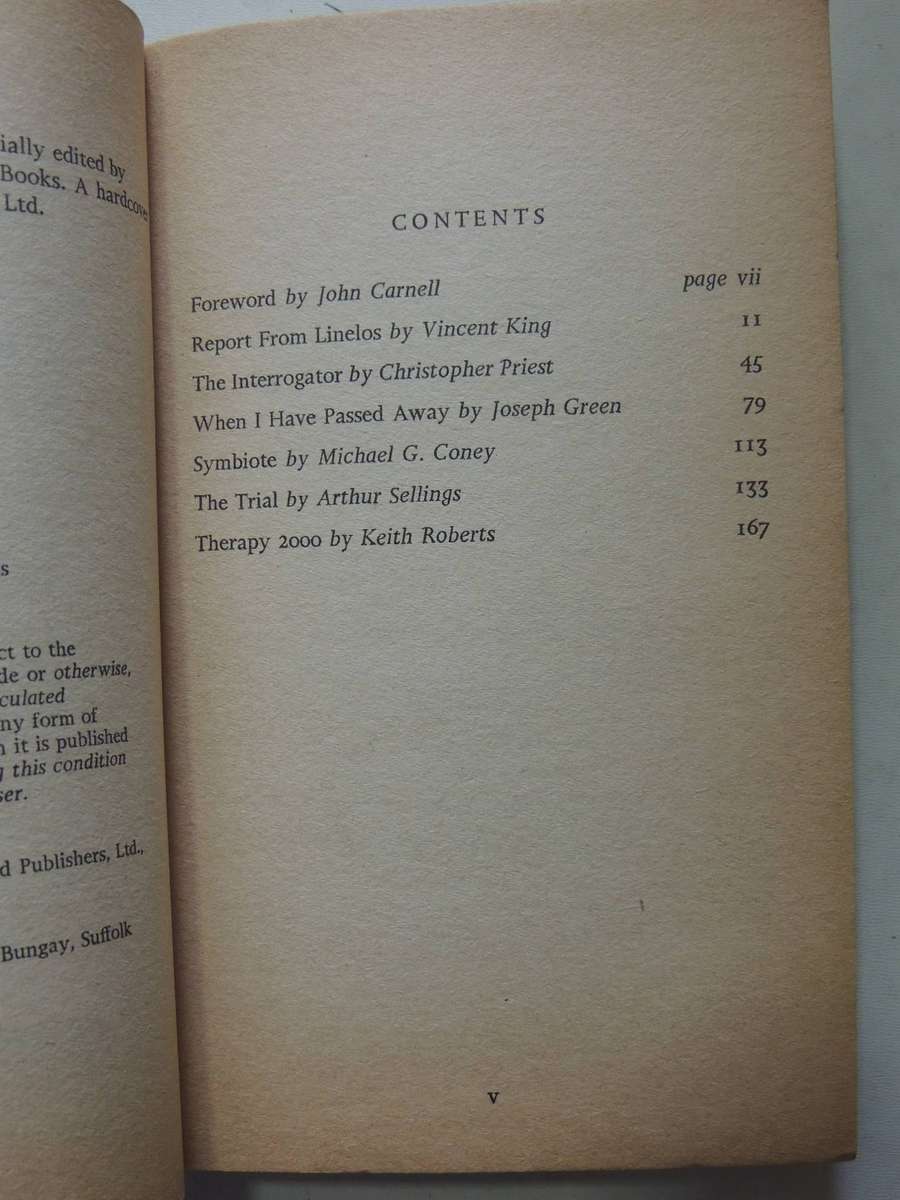 ially edited by
Books. A hardcover
Ltd.
s
ct to the
de or otherwise,
culated
ny form of
n it is published
g this condition
ser.
d Publishers, Ltd.,
Bungay, Suffolk
CONTENTS
Foreword by John Carnell page vii
Report From Linelos by Vincent King 11
The Interrogator by Christopher Priest 45
When I Have Passed Away by Joseph Green 79
Symbiote by Michael G. Coney 113
The Trial by Arthur Sellings 133
Therapy 2000 by Keith Roberts 167
v